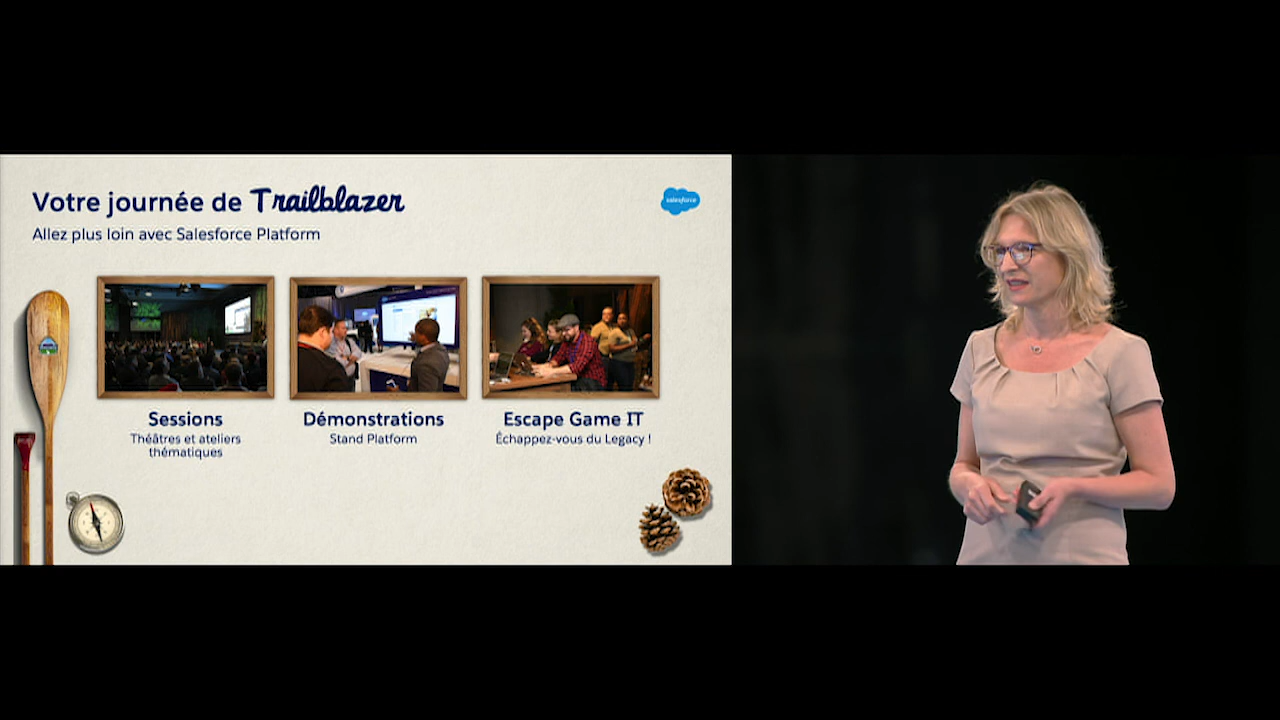 Votre journée de Trailblazer
Allez plus loin avec Salesforce Platform
salesforce
Sessions
Théâtres et ateliers
thématiques
Démonstrations
Stand Platform
Escape Game IT
Échappez-vous du Legacy !